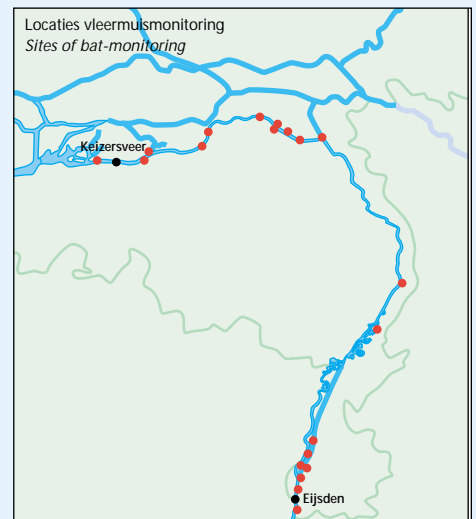 Locaties vleermuismonitoring
Sites of bat-monitoring
Keizersveer
Eijsden